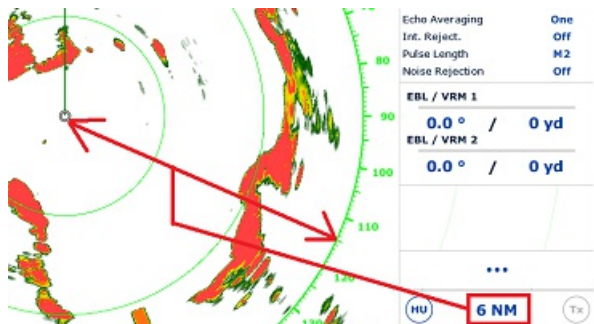 Echo Averaging One
Int. Reject. Off
Pulse Length M2
Noise Rejection Off
EBL / VRM 1
0.0 ° / 0 yd
EBL / VRM 2
0.0 ° / 0 yd
•••
HU 6 NM Tx
80
90
100
110
120
130